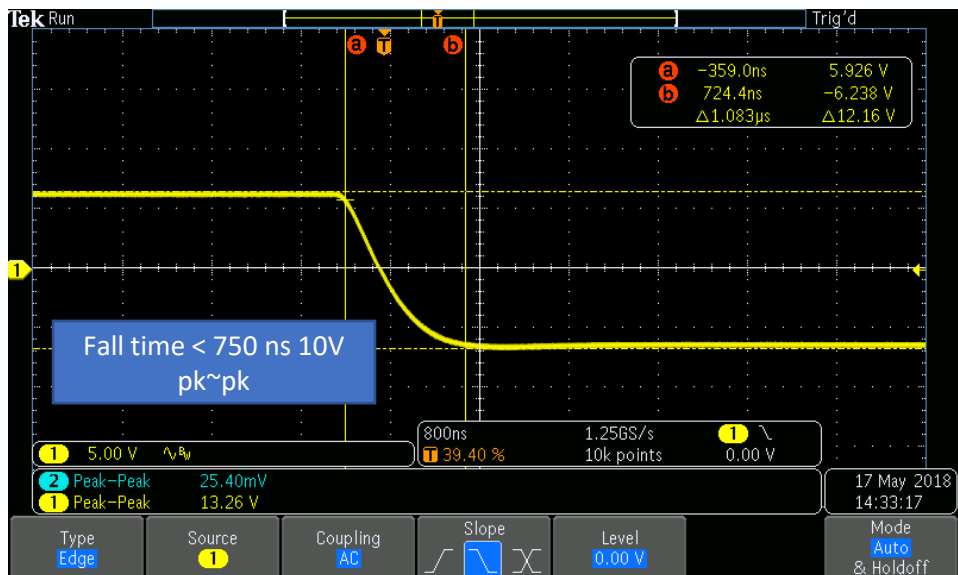 Tek Run Trig'd
T
a T b
a −359.0ns 5.926 V
b 724.4ns −6.238 V
Δ1.083µs Δ12.16 V
1
Fall time < 750 ns 10V
pk~pk
1 5.00 V BW
800ns 1.25GS/s 1
T 39.40 % 10k points 0.00 V
2 Peak−Peak 25.40mV
1 Peak−Peak 13.26 V
17 May 2018
14:33:17
Type
Edge
Source
1
Coupling
AC
Slope
Level
0.00 V
Mode
Auto
& Holdoff